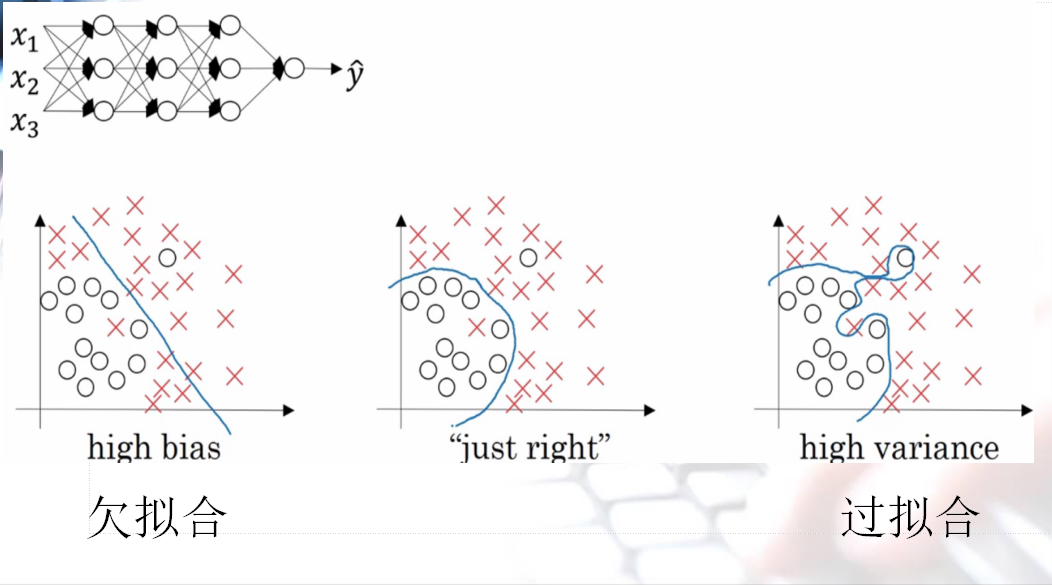 x₁
x₂
x₃
ŷ
high bias
“just right”
high variance
欠拟合
过拟合